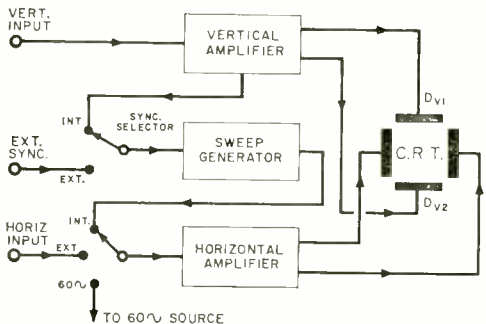 VERT.
INPUT
VERTICAL
AMPLIFIER
DV1
INT
SYNC.
SELECTOR
EXT.
SYNC.
EXT.
SWEEP
GENERATOR
C.R.T.
DV2
HORIZ
INPUT
INT.
EXT
60~
HORIZONTAL
AMPLIFIER
TO 60~ SOURCE